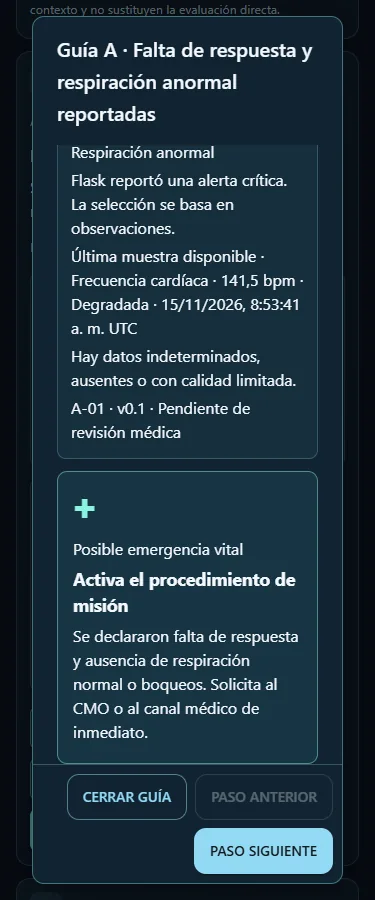 contexto y no sustituyen la evaluación directa.
Guía A · Falta de respuesta y
respiración anormal
reportadas
Respiración anormal
Flask reportó una alerta crítica.
La selección se basa en
observaciones.
Última muestra disponible ·
Frecuencia cardíaca · 141,5 bpm ·
Degradada · 15/11/2026, 8:53:41
a. m. UTC
Hay datos indeterminados,
ausentes o con calidad limitada.
A-01 · v0.1 · Pendiente de
revisión médica
Posible emergencia vital
Activa el procedimiento de
misión
Se declararon falta de respuesta
y ausencia de respiración
normal o boqueos. Solicita al
CMO o al canal médico de
inmediato.
CERRAR GUÍA
PASO ANTERIOR
PASO SIGUIENTE